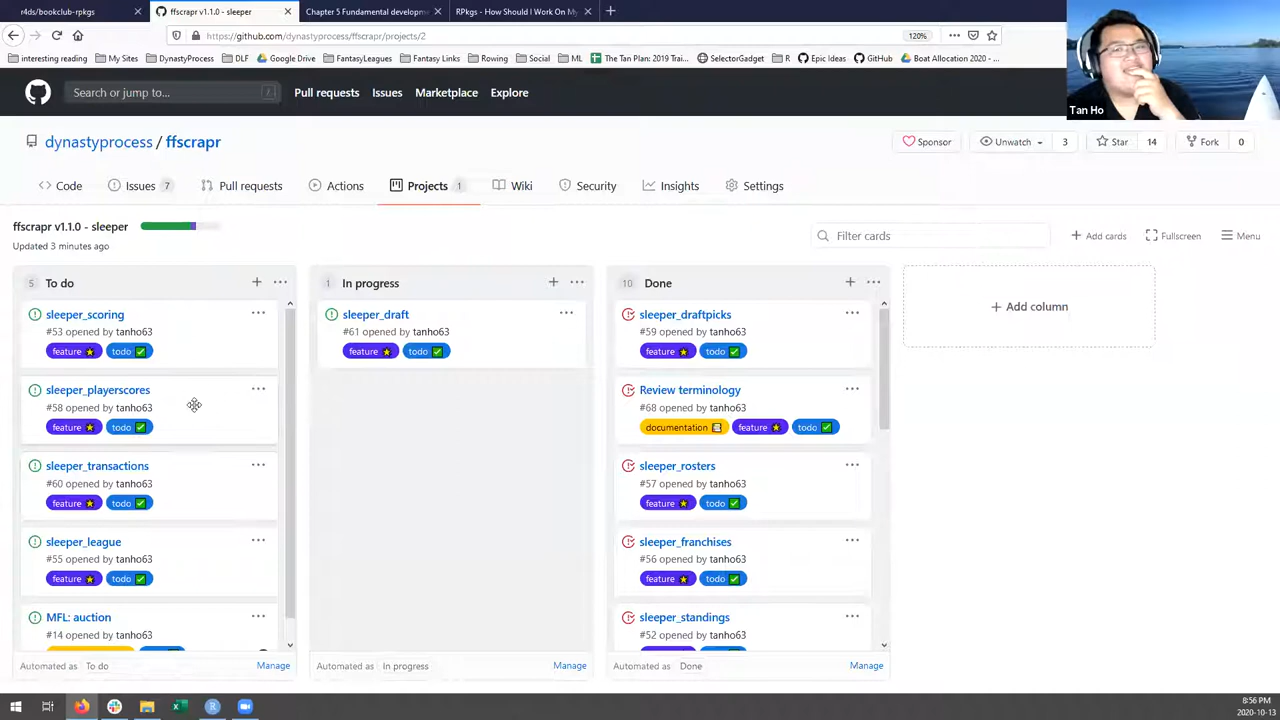 r4ds/bookclub-rpkgs
ffscrapr v1.1.0 - sleeper
Chapter 5 Fundamental developm
RPkgs - How Should I Work On My
https://github.com/dynastyprocess/ffscrapr/projects/2
120%
interesting reading
My Sites
DynastyProcess
DLF
Google Drive
FantasyLeagues
Fantasy Links
Rowing
Social
ML
The Tan Plan: 2019 Trai...
SelectorGadget
R
Epic Ideas
GitHub
Boat Allocation 2020 - ...
Tan Ho
Search or jump to...
/
Pull requests
Issues
Marketplace
Explore
dynastyprocess / ffscrapr
Sponsor
Unwatch
3
Star
14
Fork
0
Code
Issues 7
Pull requests
Actions
Projects 1
Wiki
Security
Insights
Settings
ffscrapr v1.1.0 - sleeper
Updated 3 minutes ago
Filter cards
+ Add cards
Fullscreen
Menu
5 To do
sleeper_scoring
#53 opened by tanho63
feature todo
sleeper_playerscores
#58 opened by tanho63
feature todo
sleeper_transactions
#60 opened by tanho63
feature todo
sleeper_league
#55 opened by tanho63
feature todo
MFL: auction
#14 opened by tanho63
Automated as To do
Manage
1 In progress
sleeper_draft
#61 opened by tanho63
feature todo
Automated as In progress
Manage
10 Done
sleeper_draftpicks
#59 opened by tanho63
feature todo
Review terminology
#68 opened by tanho63
documentation feature todo
sleeper_rosters
#57 opened by tanho63
feature todo
sleeper_franchises
#56 opened by tanho63
feature todo
sleeper_standings
#52 opened by tanho63
Automated as Done
Manage
+ Add column
8:56 PM
2020-10-13